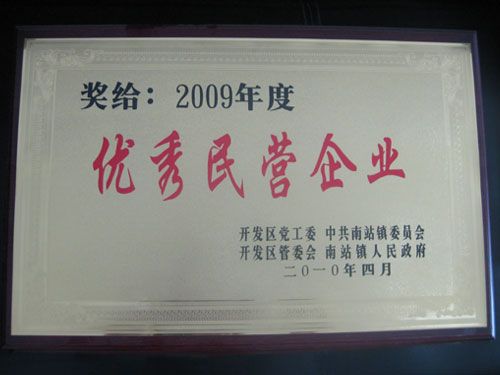 奖给：2009年度
优秀民营企业
开发区党工委 中共南站镇委员会
开发区管委会 南站镇人民政府
二〇一〇年四月